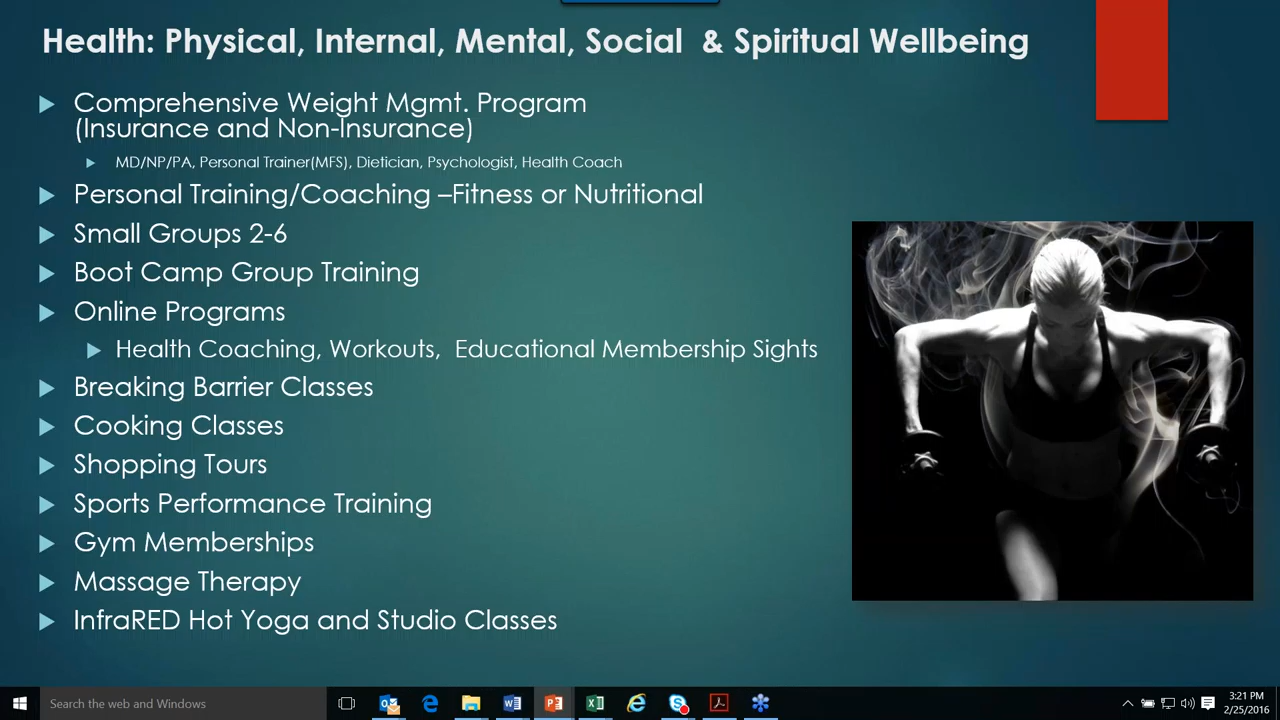 Health: Physical, Internal, Mental, Social & Spiritual Wellbeing
Comprehensive Weight Mgmt. Program
(Insurance and Non-Insurance)
MD/NP/PA, Personal Trainer(MFS), Dietician, Psychologist, Health Coach
Personal Training/Coaching –Fitness or Nutritional
Small Groups 2-6
Boot Camp Group Training
Online Programs
Health Coaching, Workouts, Educational Membership Sights
Breaking Barrier Classes
Cooking Classes
Shopping Tours
Sports Performance Training
Gym Memberships
Massage Therapy
InfraRED Hot Yoga and Studio Classes
Search the web and Windows
3:21 PM
2/25/2016